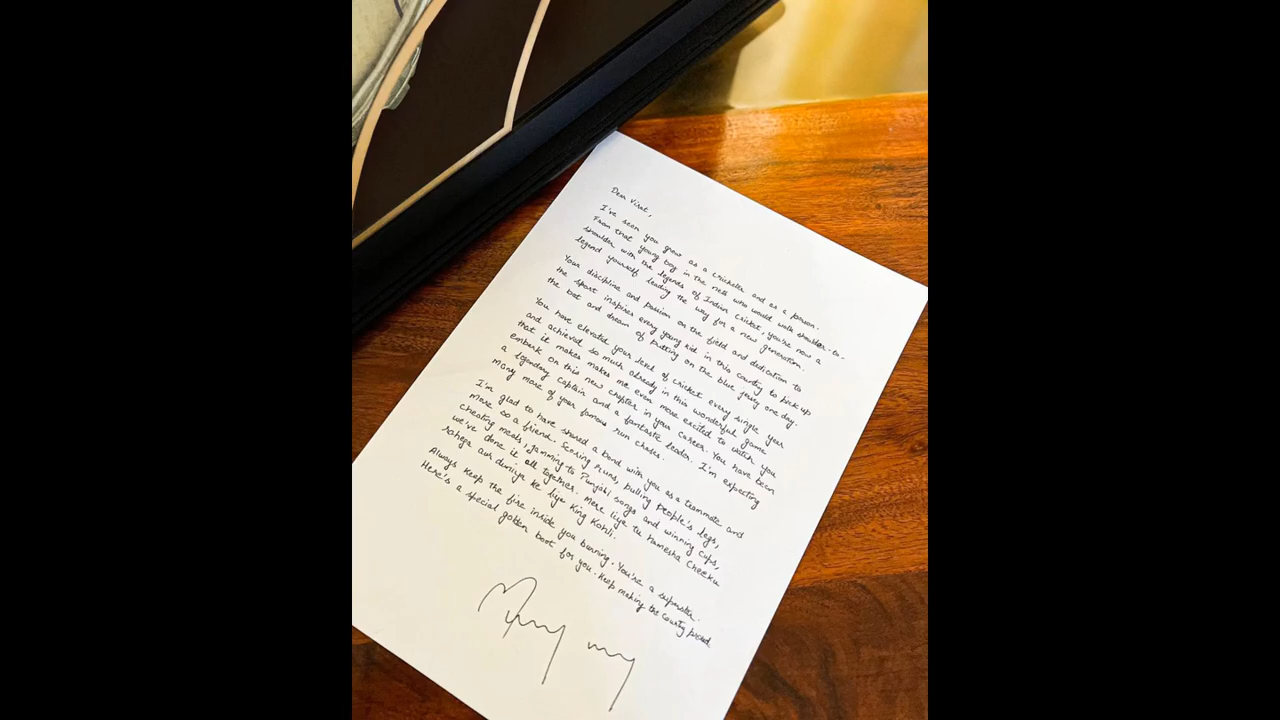 Dear Virat,
I've seen you grow as a cricketer and as a person.
From that young boy in the nets who would walk shoulder-to-
shoulder with the legends of Indian Cricket, you're now a
legend yourself leading the way for a new generation.
Your discipline and passion on the field and dedication to
the sport inspires every young kid in this country to pick up
the bat and dream of putting on the blue jersey one day.
You have elevated your level of cricket every single year
and achieved so much already in this wonderful game
that it makes makes me even more excited to watch you
embark on this new chapter in your career. You have been
a legendary captain and a fantastic leader. I'm expecting
many more of your famous run chases.
I'm glad to have shared a bond with you as a teammate and
more so a friend. Scoring runs, pulling people's legs,
cheating meals, jamming to Punjabi songs and winning cups,
we've done it all together. Mere liye tu hamesha Cheeku
rahega aur duniya ke liye King Kohli.
Always keep the fire inside you burning. You're a superstar.
Here's a special golden boot for you. Keep making the country proud